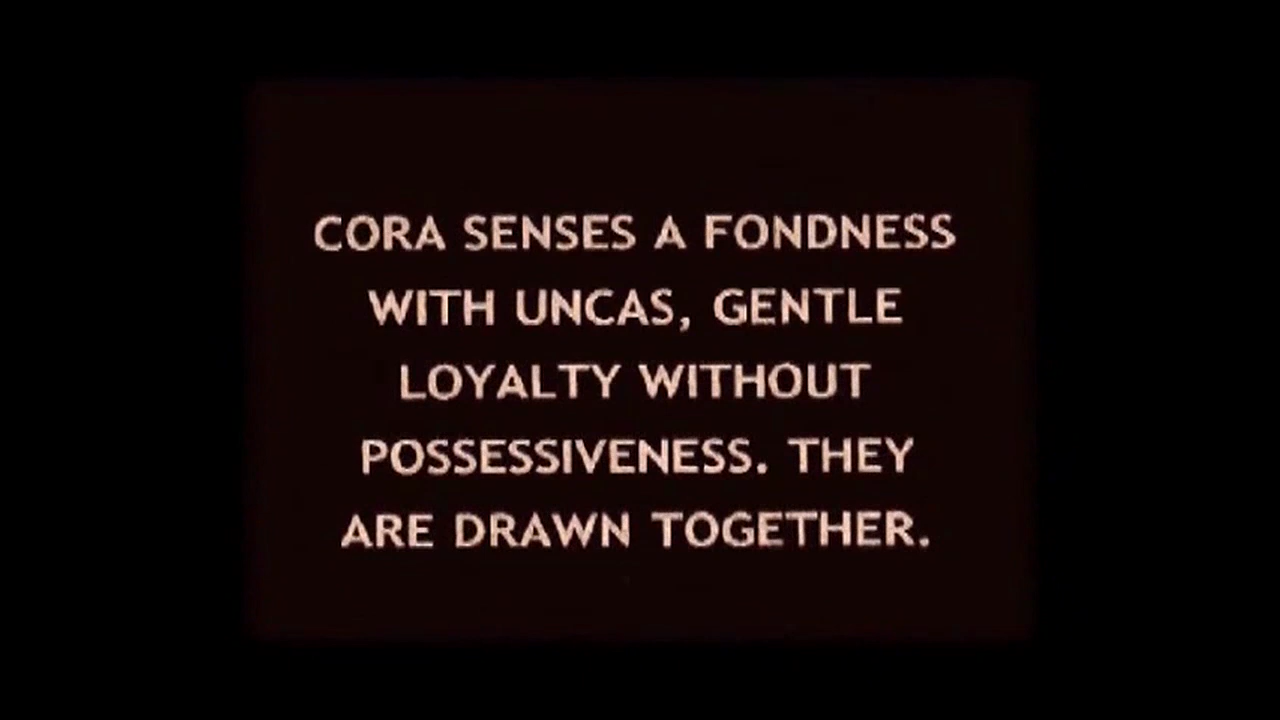 CORA SENSES A FONDNESS
WITH UNCAS, GENTLE
LOYALTY WITHOUT
POSSESSIVENESS. THEY
ARE DRAWN TOGETHER.